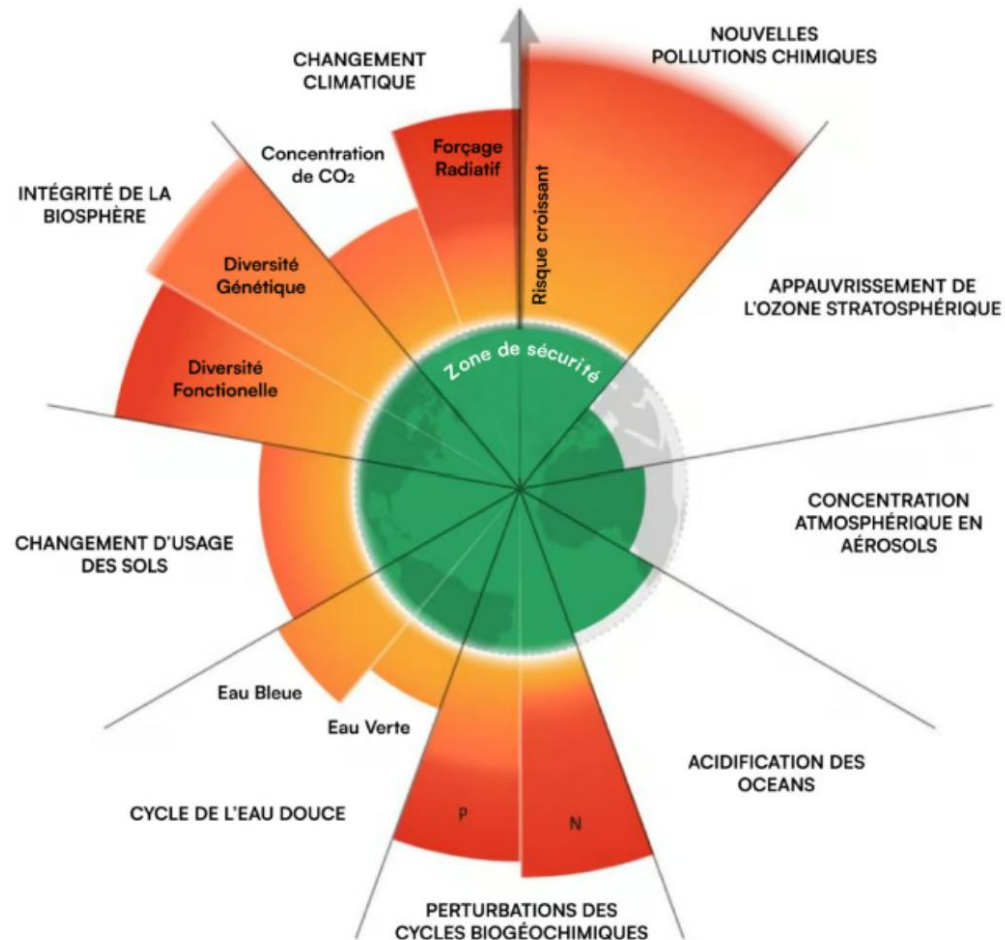 NOUVELLES
POLLUTIONS CHIMIQUES
CHANGEMENT
CLIMATIQUE
Concentration
de CO₂
Forçage
Radiatif
Risque croissant
INTÉGRITÉ DE LA
BIOSPHÈRE
Diversité
Génétique
Diversité
Fonctionelle
APPAUVRISSEMENT DE
L'OZONE STRATOSPHÉRIQUE
Zone de sécurité
CONCENTRATION
ATMOSPHÉRIQUE EN
AÉROSOLS
CHANGEMENT D'USAGE
DES SOLS
Eau Bleue
Eau Verte
ACIDIFICATION DES
OCEANS
CYCLE DE L'EAU DOUCE
P
N
PERTURBATIONS DES
CYCLES BIOGÉOCHIMIQUES